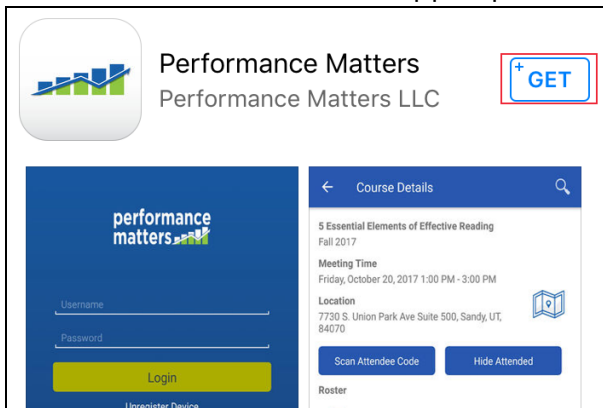 Performance Matters
Performance Matters LLC
+GET
performance
matters
Username
Password
Login
Unregister Device
Course Details
5 Essential Elements of Effective Reading
Fall 2017
Meeting Time
Friday, October 20, 2017 1:00 PM - 3:00 PM
Location
7730 S. Union Park Ave Suite 500, Sandy, UT,
84070
Scan Attendee Code
Hide Attended
Roster